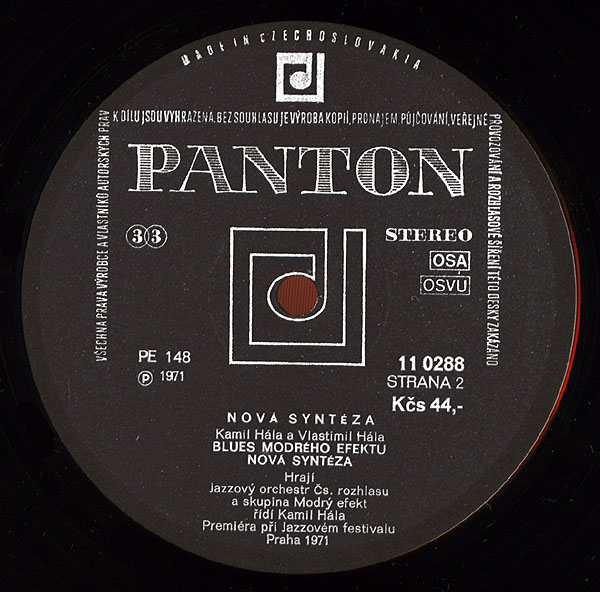 MADE IN CZECHOSLOVAKIA
VŠECHNA PRÁVA VÝROBCE A VLASTNÍKŮ AUTORSKÝCH PRÁV
K DÍLU JSOU VYHRAZENA. BEZ SOUHLASU JE VÝROBA KOPIÍ, PRONÁJEM, PŮJČOVÁNÍ, VEŘEJNÉ
PROVOZOVÁNÍ A ROZHLASOVÉ ŠÍŘENÍ TÉTO DESKY ZAKÁZÁNO
PANTON
33
STEREO
OSA
OSVU
PE 148
℗ 1971
11 0288
STRANA 2
Kčs 44,-
NOVÁ SYNTÉZA
Kamil Hála a Vlastimil Hála
BLUES MODRÉHO EFEKTU
NOVÁ SYNTÉZA
Hrají
Jazzový orchestr Čs. rozhlasu
a skupina Modrý efekt
řídí Kamil Hála
Premiéra při Jazzovém festivalu
Praha 1971